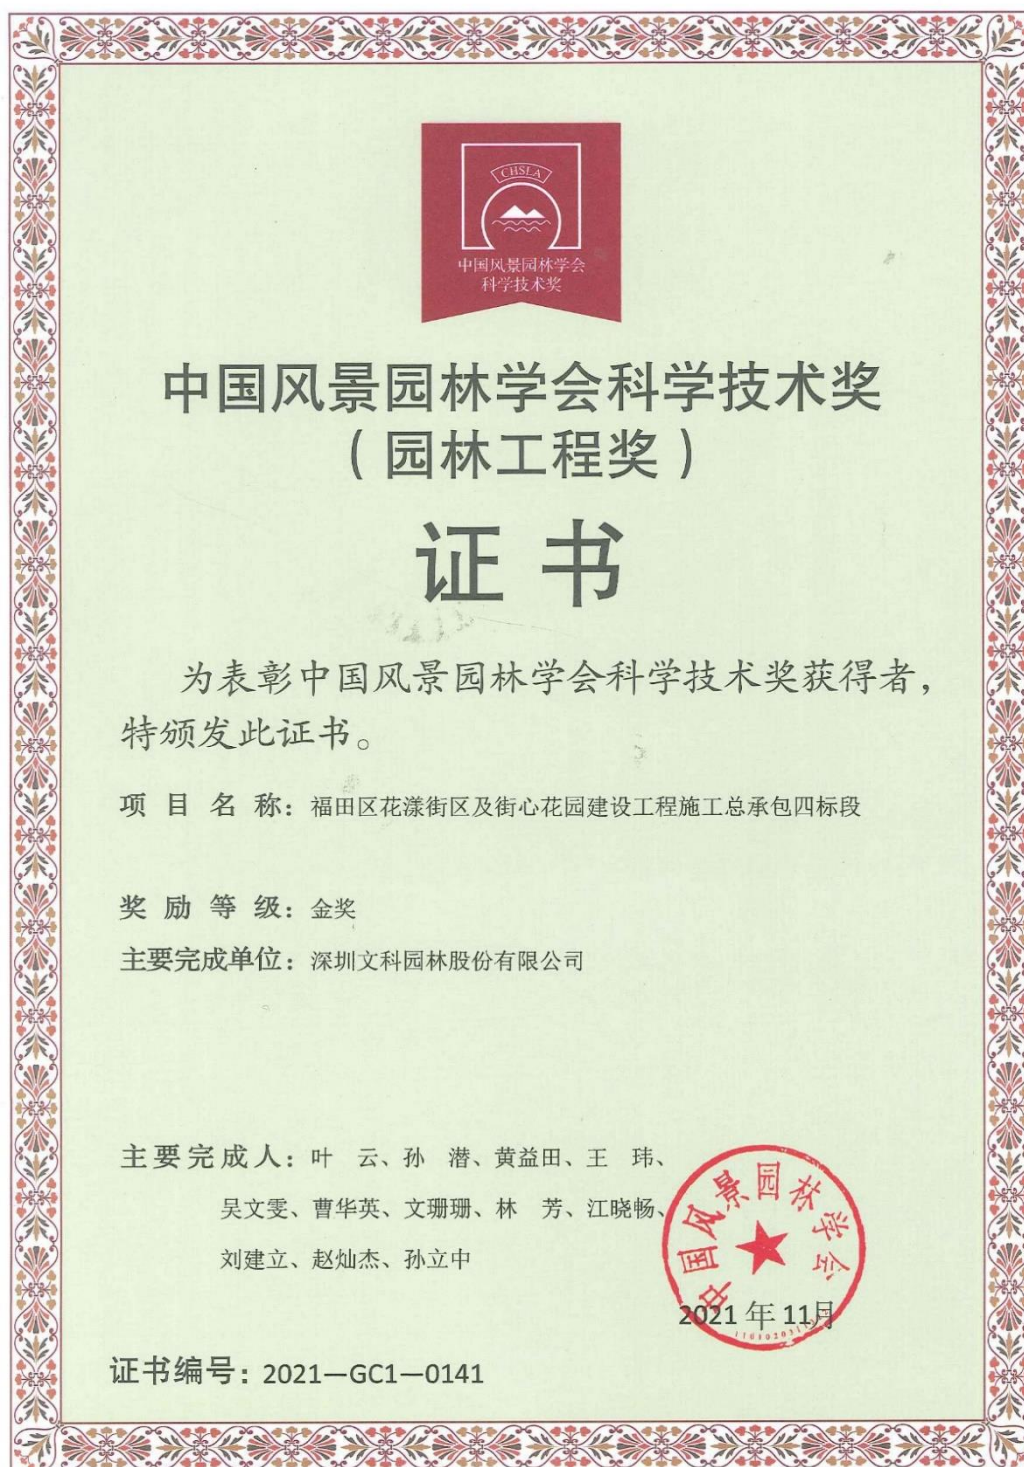 CHSLA
中国风景园林学会
科学技术奖
中国风景园林学会科学技术奖
（园林工程奖）
证书
为表彰中国风景园林学会科学技术奖获得者，
特颁发此证书。
项目名称：福田区花漾街区及街心花园建设工程施工总承包四标段
奖励等级：金奖
主要完成单位：深圳文科园林股份有限公司
主要完成人：叶 云、孙 潜、黄益田、王 玮、
吴文雯、曹华英、文珊珊、林 芳、江晓畅、
刘建立、赵灿杰、孙立中
中国风景园林学会
2021年11月
证书编号：2021—GC1—0141